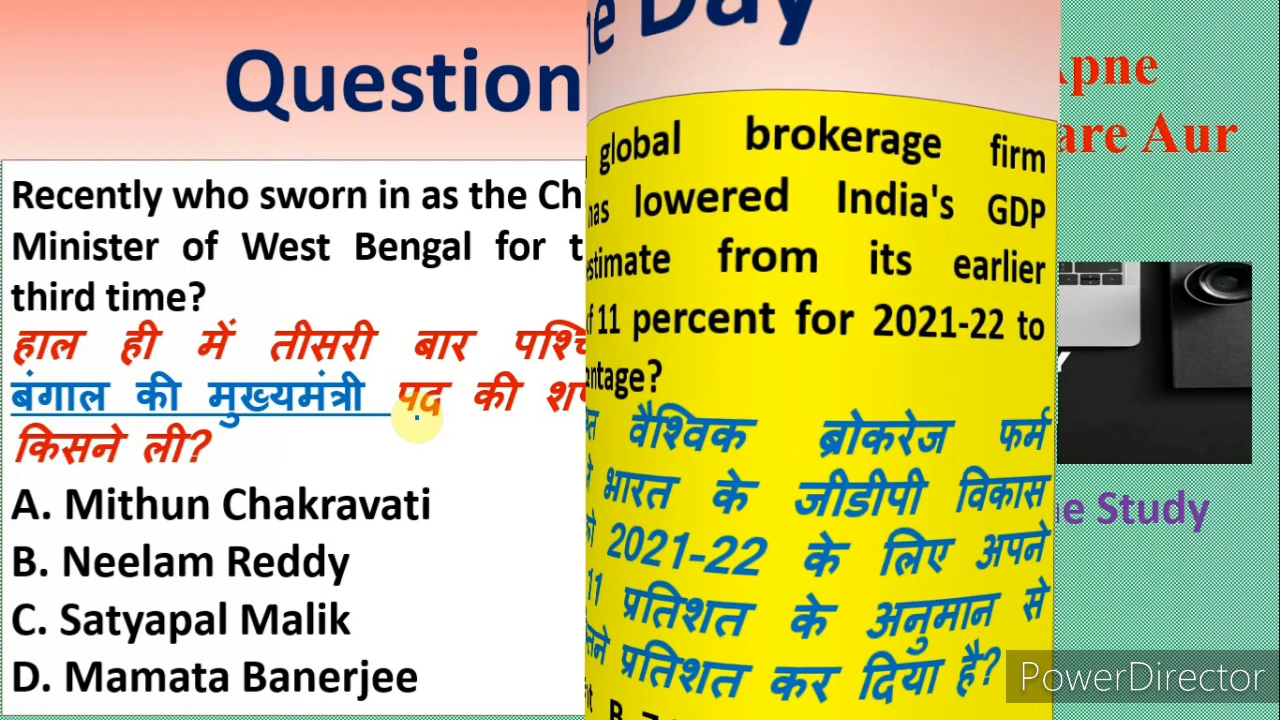 Question
Recently who sworn in as the Ch
Minister of West Bengal for t
third time?
हाल ही में तीसरी बार
बंगाल की मुख्यमंत्री पद की
किसने ली?
A. Mithun Chakravati
B. Neelam Reddy
C. Satyapal Malik
D. Mamata Banerjee
e Day
global brokerage firm
has lowered India's GDP
stimate from its earlier
11 percent for 2021-22 to
ntage?
वैश्विक ब्रोकरेज फर्म
भारत के जीडीपी विकास
2021-22 के लिए अपने
11 प्रतिशत के अनुमान से
प्रतिशत कर दिया है?
B
pne
are Aur
e Study
PowerDirector